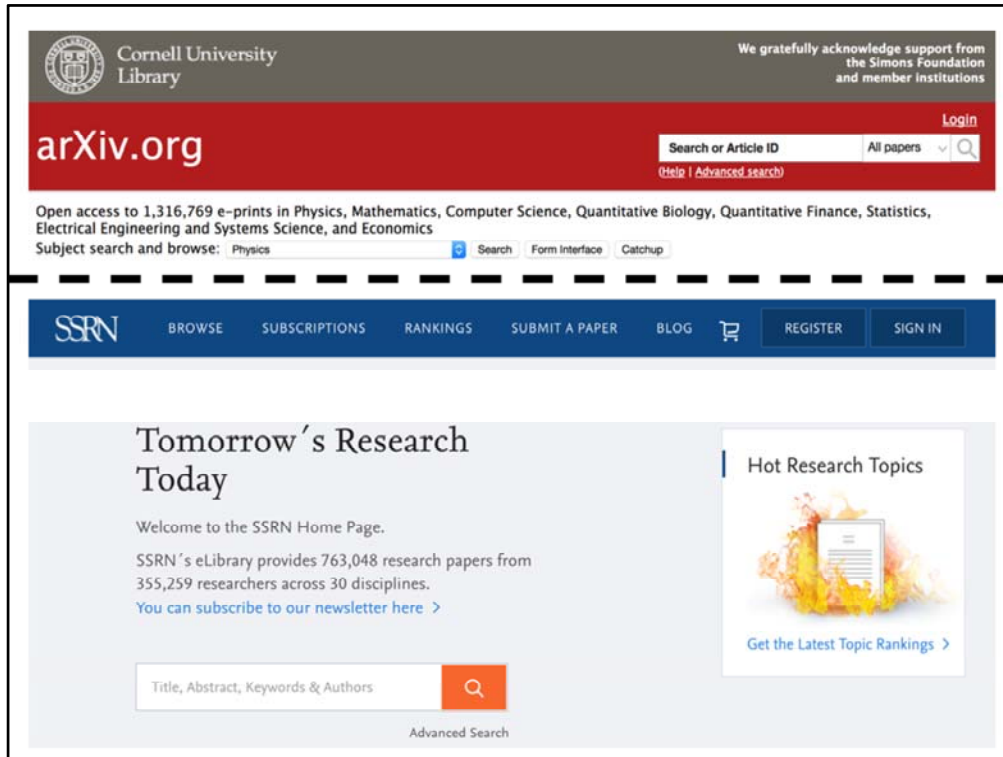 Cornell University
Library
We gratefully acknowledge support from
the Simons Foundation
and member institutions
Login
arXiv.org
Search or Article ID
All papers
(Help | Advanced search)
Open access to 1,316,769 e-prints in Physics, Mathematics, Computer Science, Quantitative Biology, Quantitative Finance, Statistics,
Electrical Engineering and Systems Science, and Economics
Subject search and browse: Physics Search Form Interface Catchup
SSRN BROWSE SUBSCRIPTIONS RANKINGS SUBMIT A PAPER BLOG REGISTER SIGN IN
Tomorrow´s Research
Today
Welcome to the SSRN Home Page.
SSRN´s eLibrary provides 763,048 research papers from
355,259 researchers across 30 disciplines.
You can subscribe to our newsletter here >
Title, Abstract, Keywords & Authors
Advanced Search
Hot Research Topics
Get the Latest Topic Rankings >